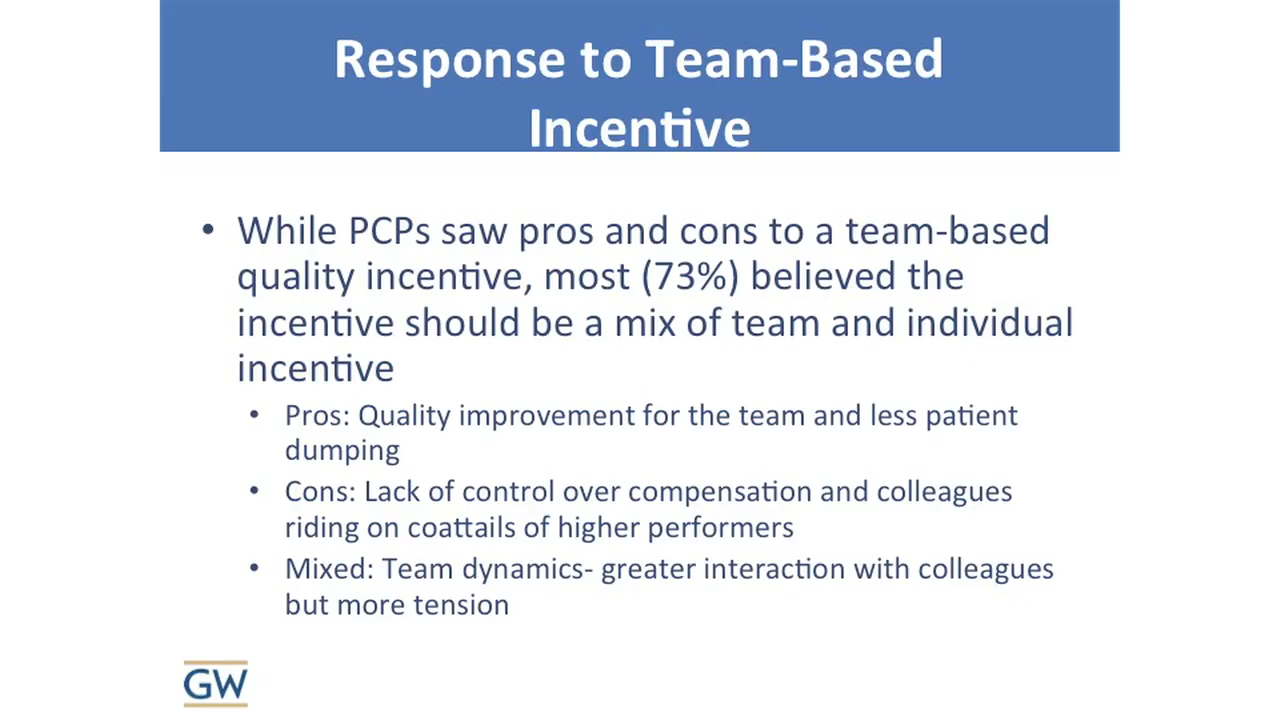 Response to Team-Based
Incentive
• While PCPs saw pros and cons to a team-based
quality incentive, most (73%) believed the
incentive should be a mix of team and individual
incentive
• Pros: Quality improvement for the team and less patient
dumping
• Cons: Lack of control over compensation and colleagues
riding on coattails of higher performers
• Mixed: Team dynamics- greater interaction with colleagues
but more tension
GW